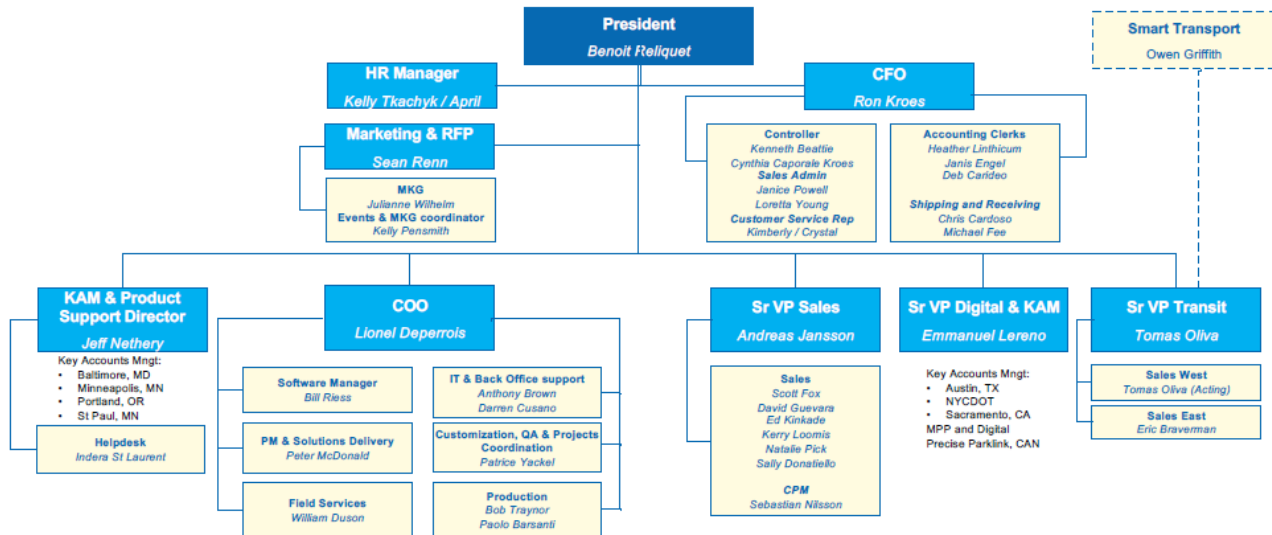 President
Benoit Reliquet
Smart Transport
Owen Griffith
HR Manager
Kelly Tkachyk / April
CFO
Ron Kroes
Marketing & RFP
Sean Renn
MKG
Julianne Wilhelm
Events & MKG coordinator
Kelly Pensmith
Controller
Kenneth Beattie
Cynthia Caporale Kroes
Sales Admin
Janice Powell
Loretta Young
Customer Service Rep
Kimberly / Crystal
Accounting Clerks
Heather Linthicum
Janis Engel
Deb Carideo
Shipping and Receiving
Chris Cardoso
Michael Fee
KAM & Product
Support Director
Jeff Nethery
Key Accounts Mngt:
• Baltimore, MD
• Minneapolis, MN
• Portland, OR
• St Paul, MN
Helpdesk
Indera St Laurent
COO
Lionel Deperrois
Software Manager
Bill Riess
PM & Solutions Delivery
Peter McDonald
Field Services
William Duson
IT & Back Office support
Anthony Brown
Darren Cusano
Customization, QA & Projects
Coordination
Patrice Yackel
Production
Bob Traynor
Paolo Barsanti
Sr VP Sales
Andreas Jansson
Sales
Scott Fox
David Guevara
Ed Kinkade
Kerry Loomis
Natalie Pick
Sally Donatiello
CPM
Sebastian Nilsson
Sr VP Digital & KAM
Emmanuel Lereno
Key Accounts Mngt:
• Austin, TX
• NYCDOT
• Sacramento, CA
MPP and Digital
Precise Parklink, CAN
Sr VP Transit
Tomas Oliva
Sales West
Tomas Oliva (Acting)
Sales East
Eric Braverman